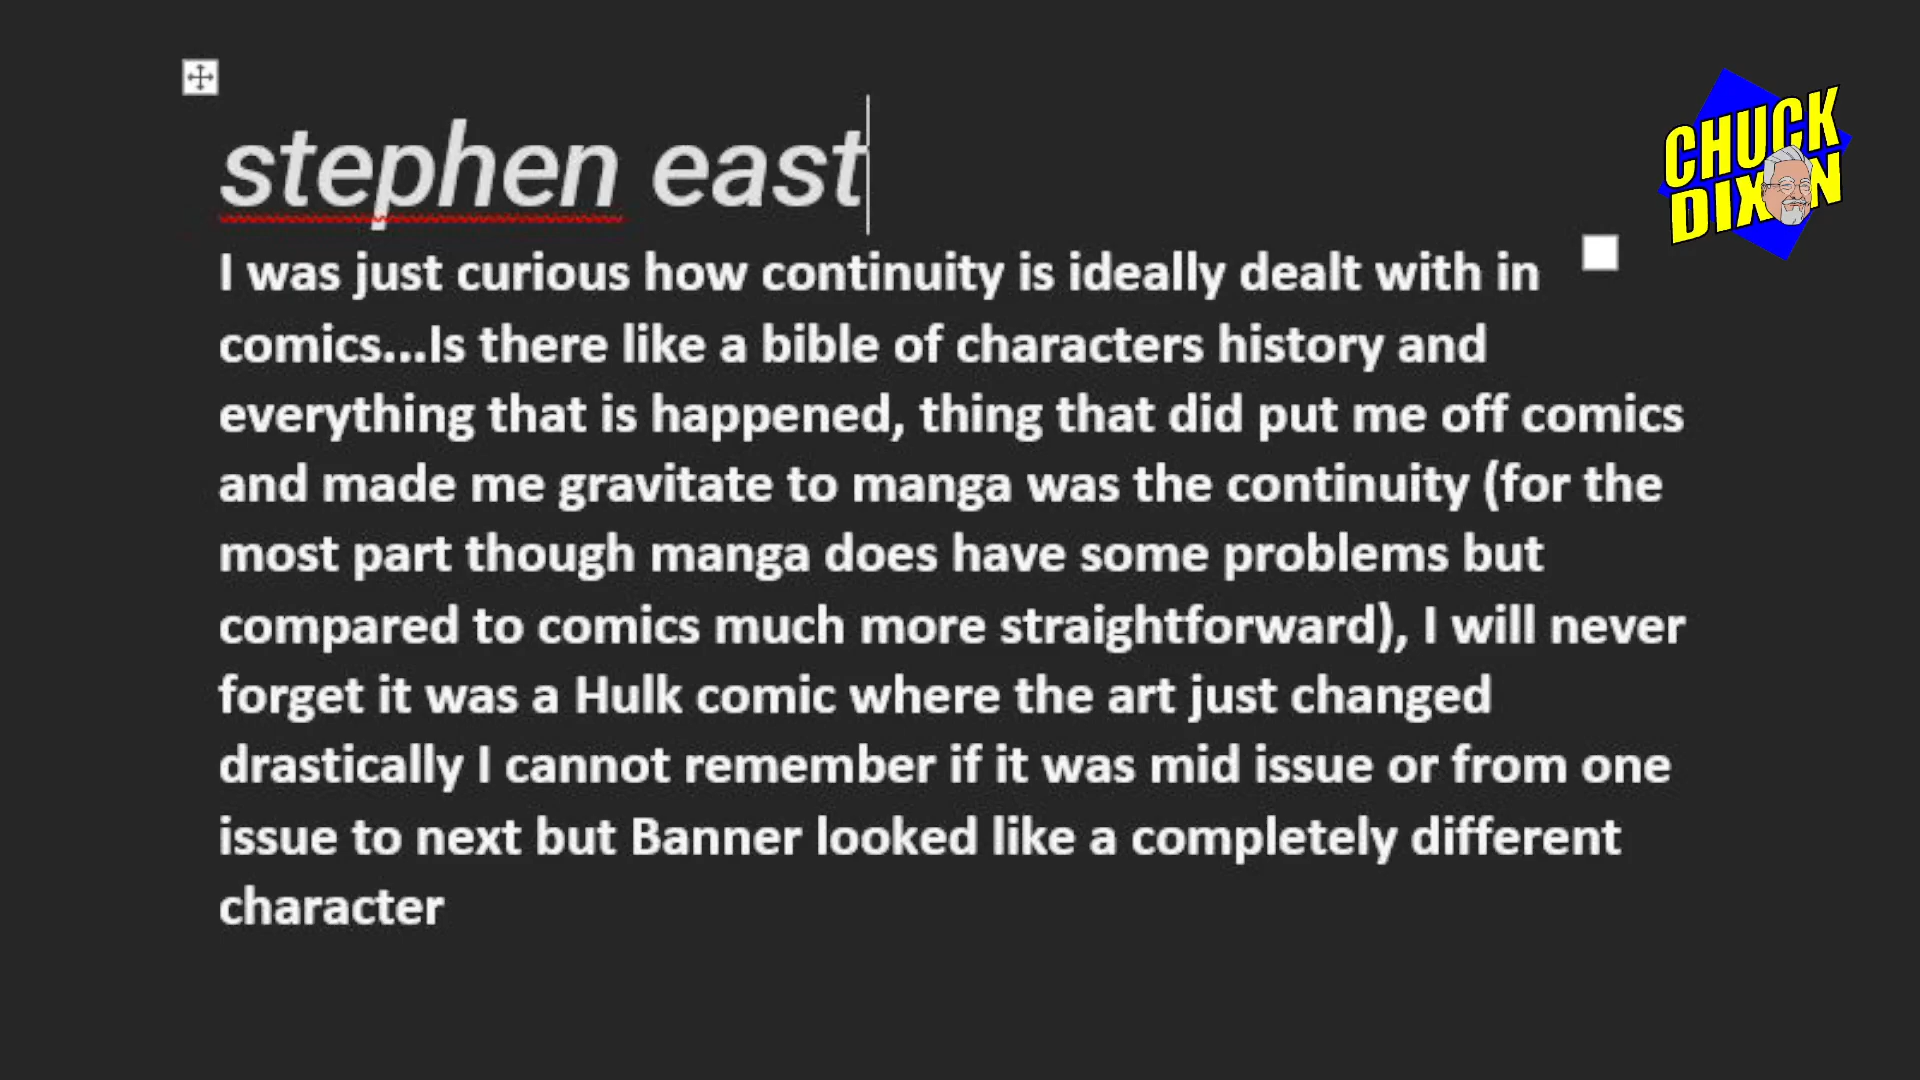 stephen east
CHUCK
DIXON
I was just curious how continuity is ideally dealt with in
comics...Is there like a bible of characters history and
everything that is happened, thing that did put me off comics
and made me gravitate to manga was the continuity (for the
most part though manga does have some problems but
compared to comics much more straightforward), I will never
forget it was a Hulk comic where the art just changed
drastically I cannot remember if it was mid issue or from one
issue to next but Banner looked like a completely different
character